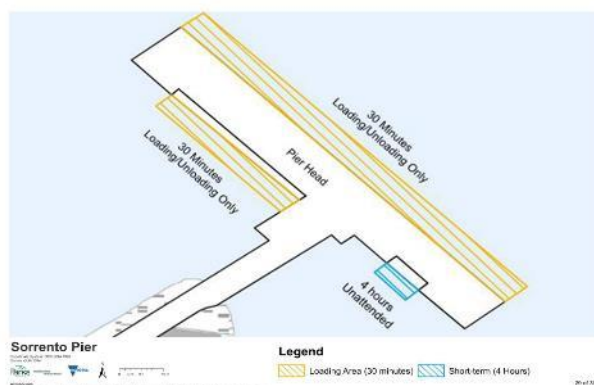 30 Minutes
Loading/Unloading Only
30 Minutes
Loading/Unloading Only
Pier Head
4 hours
Unattended
Sorrento Pier
Legend
Loading Area (30 minutes)
Short-term (4 Hours)